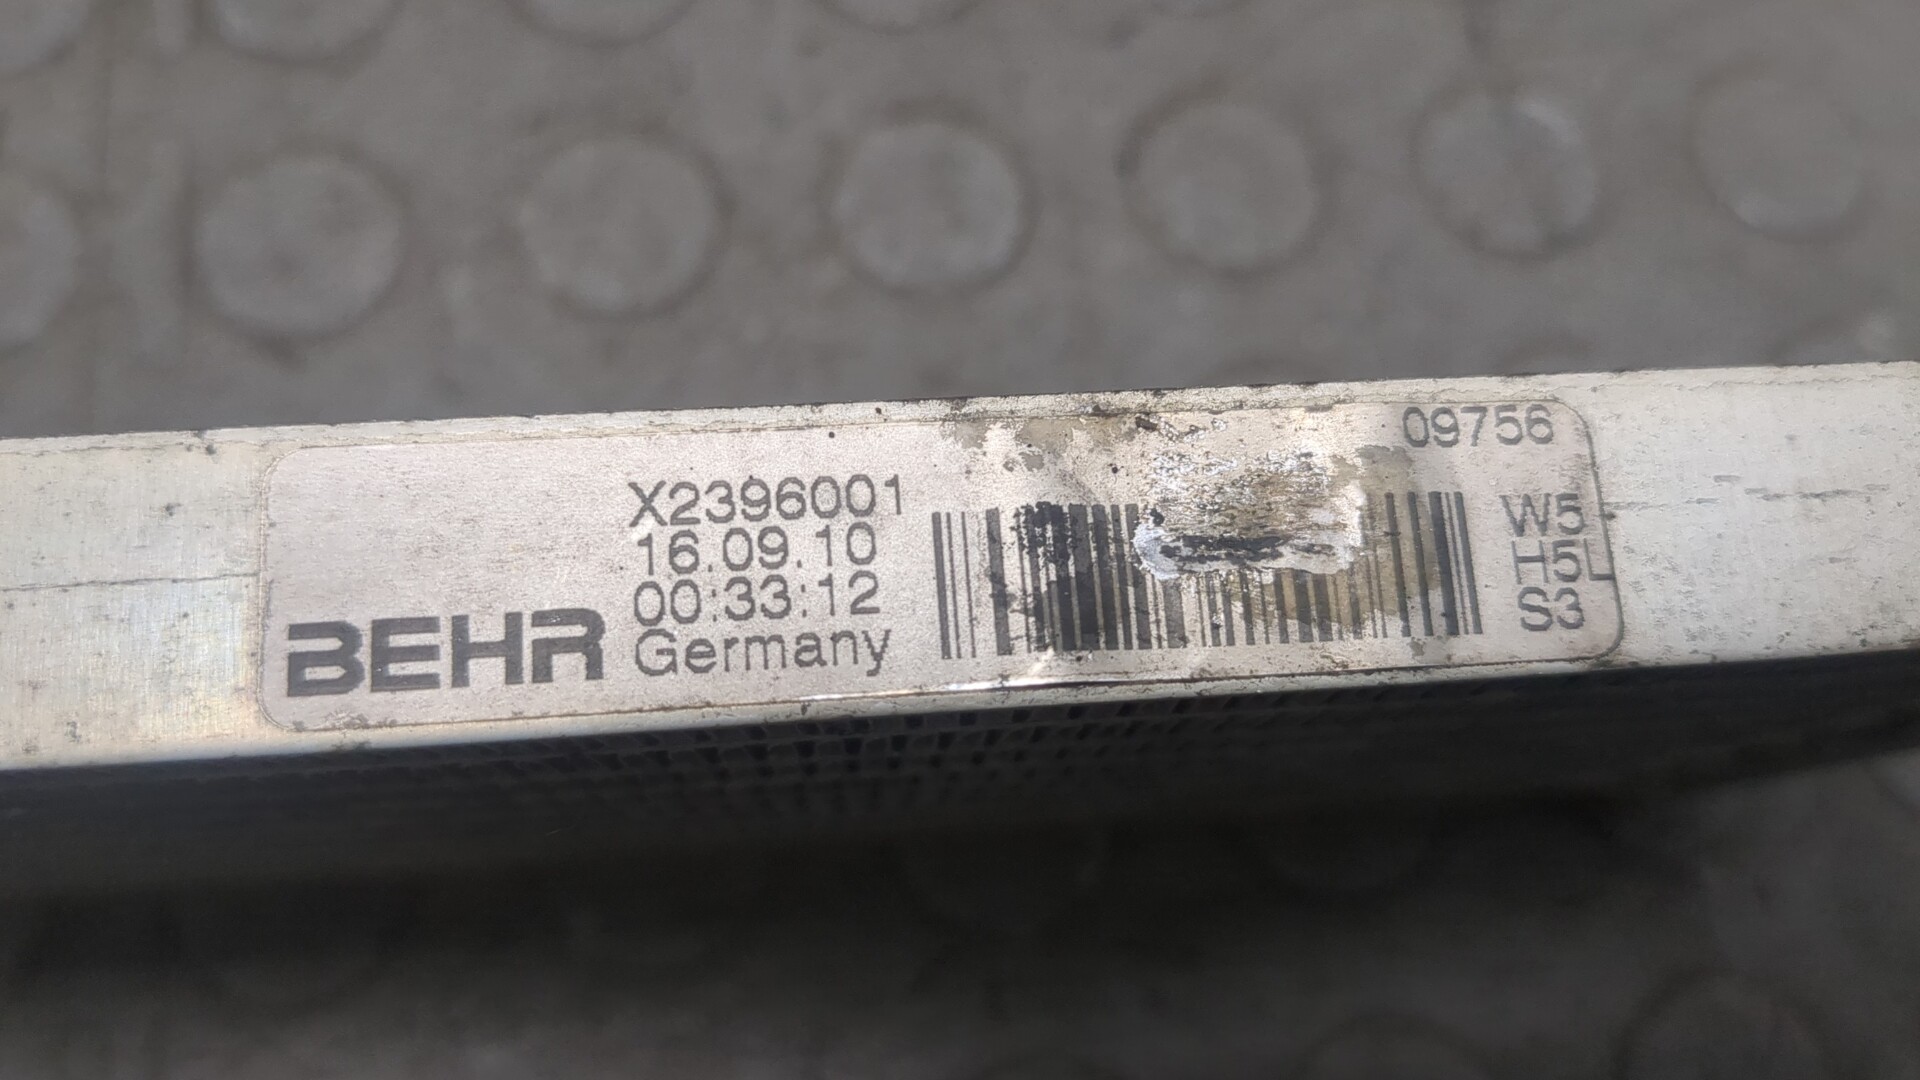 09756
X2396001
16.09.10
00:33:12
BEHR Germany
W5
H5L
S3